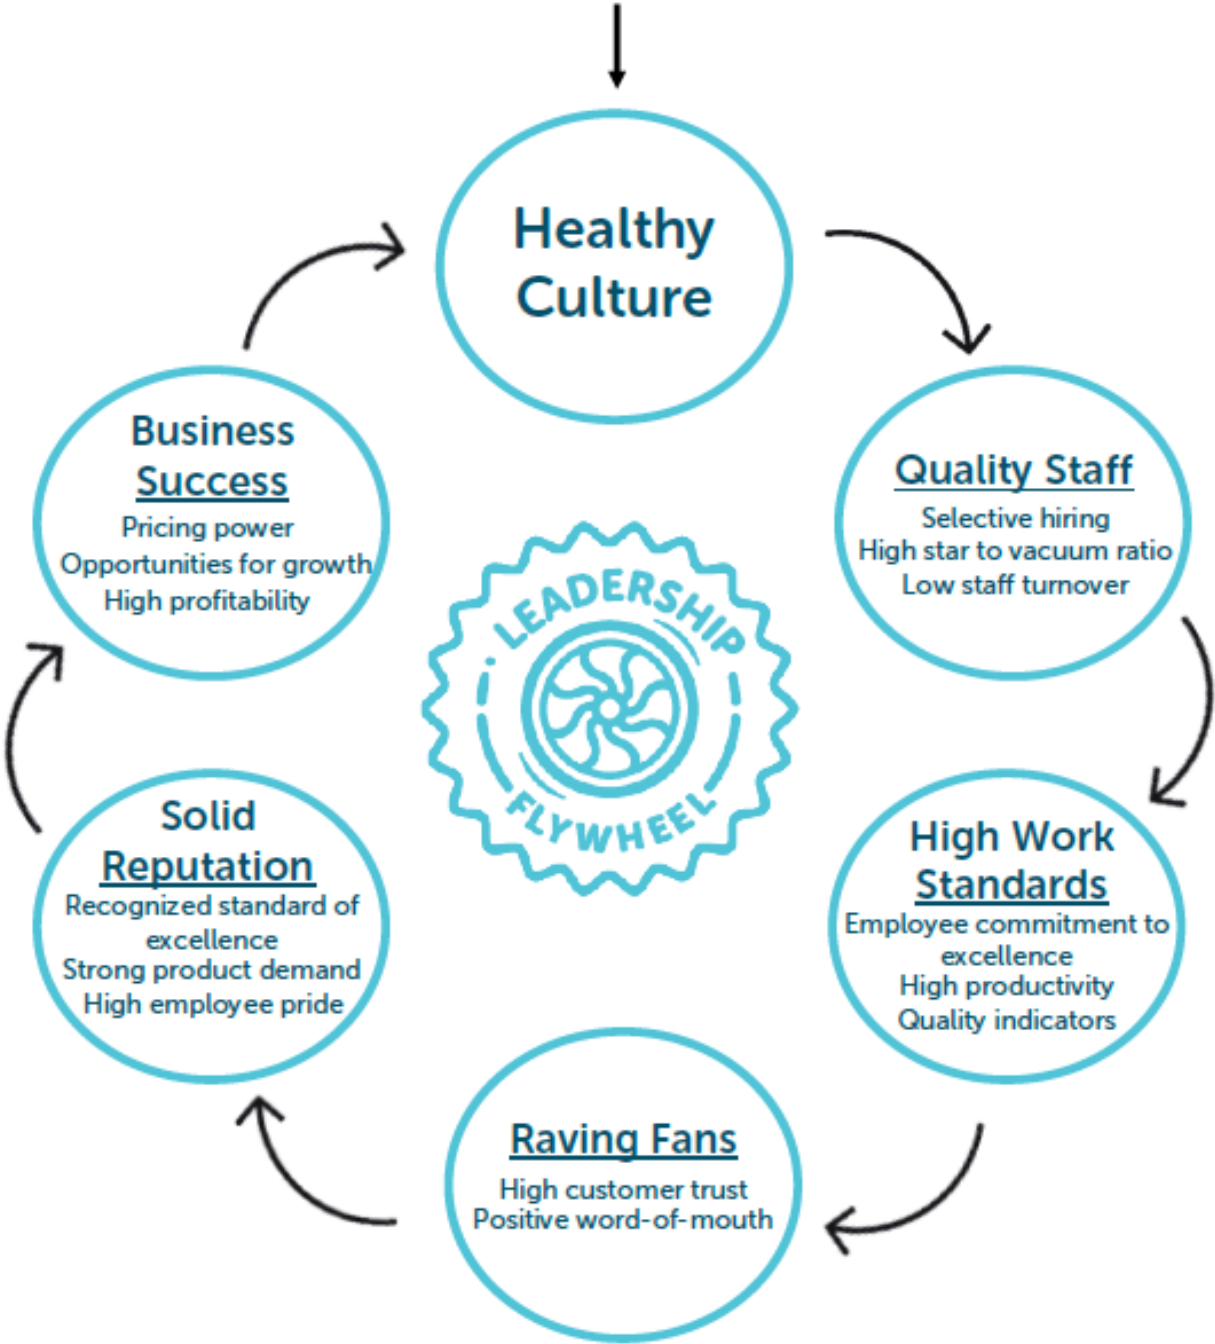 Healthy
Culture
Quality Staff
Selective hiring
High star to vacuum ratio
Low staff turnover
High Work
Standards
Employee commitment to
excellence
High productivity
Quality indicators
Raving Fans
High customer trust
Positive word-of-mouth
Solid
Reputation
Recognized standard of
excellence
Strong product demand
High employee pride
Business
Success
Pricing power
Opportunities for growth
High profitability
LEADERSHIP
FLYWHEEL